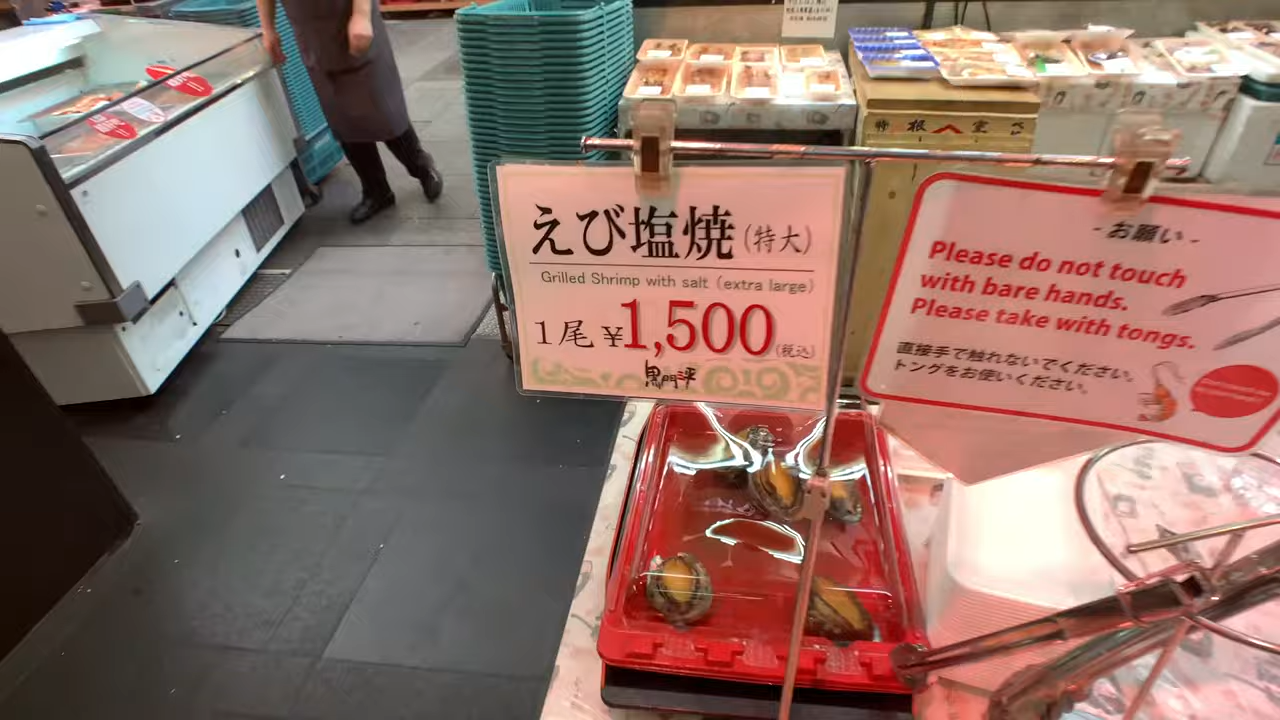 えび塩焼(特大)
Grilled Shrimp with salt (extra large)
1尾 ¥1,500(税込)
黒門
- お願い -
Please do not touch
with bare hands.
Please take with tongs.
直接手で触れないでください。
トングをお使いください。